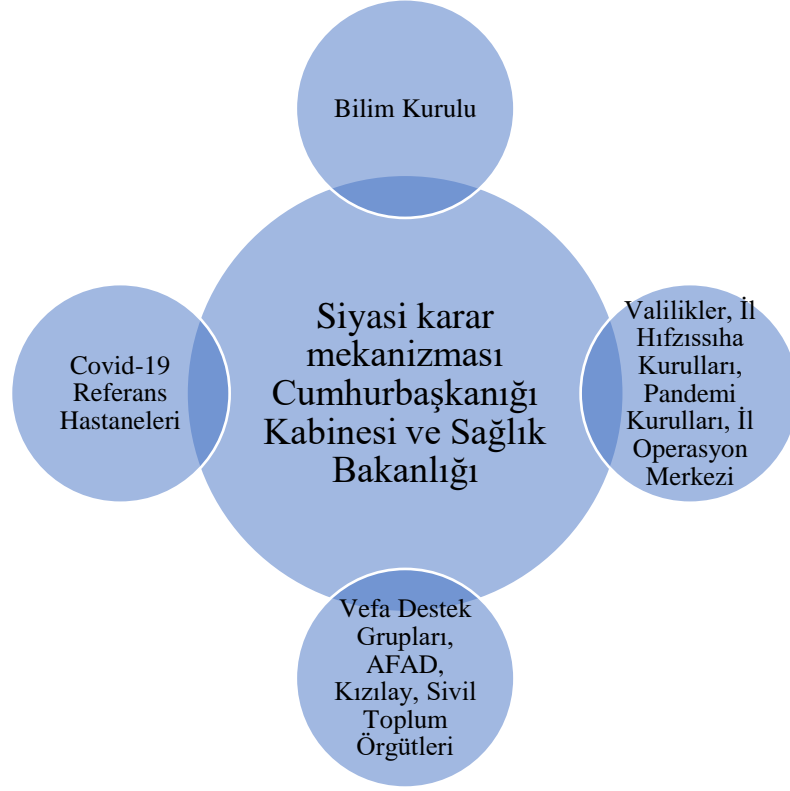 Bilim Kurulu
Siyasi karar
mekanizması
Cumhurbaşkanığı
Kabinesi ve Sağlık
Bakanlığı
Valilikler, İl
Hıfzıssıha
Kurulları,
Pandemi
Kurulları, İl
Operasyon
Merkezi
Vefa Destek
Grupları,
AFAD,
Kızılay, Sivil
Toplum
Örgütleri
Covid-19
Referans
Hastaneleri